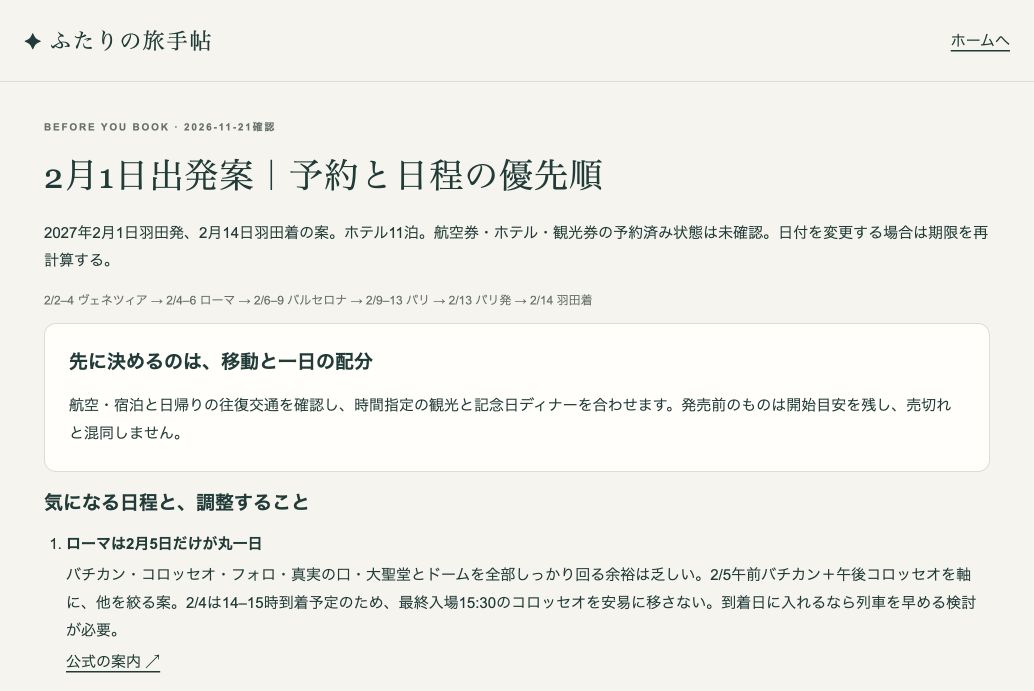 ✦ ふたりの旅手帖
ホームへ
BEFORE YOU BOOK · 2026-11-21確認
2月1日出発案｜予約と日程の優先順
2027年2月1日羽田発、2月14日羽田着の案。ホテル11泊。航空券・ホテル・観光券の予約済み状態は未確認。日付を変更する場合は期限を再
計算する。
2/2–4 ヴェネツィア → 2/4–6 ローマ → 2/6–9 バルセロナ → 2/9–13 パリ → 2/13 パリ発 → 2/14 羽田着
先に決めるのは、移動と一日の配分
航空・宿泊と日帰りの往復交通を確認し、時間指定の観光と記念日ディナーを合わせます。発売前のものは開始目安を残し、売切れ
と混同しません。
気になる日程と、調整すること
1. ローマは2月5日だけが丸一日
バチカン・コロッセオ・フォロ・真実の口・大聖堂とドームを全部しっかり回る余裕は乏しい。2/5午前バチカン＋午後コロッセオを軸
に、他を絞る案。2/4は14–15時到着予定のため、最終入場15:30のコロッセオを安易に移さない。到着日に入れるなら列車を早める検討
が必要。
公式の案内 ↗